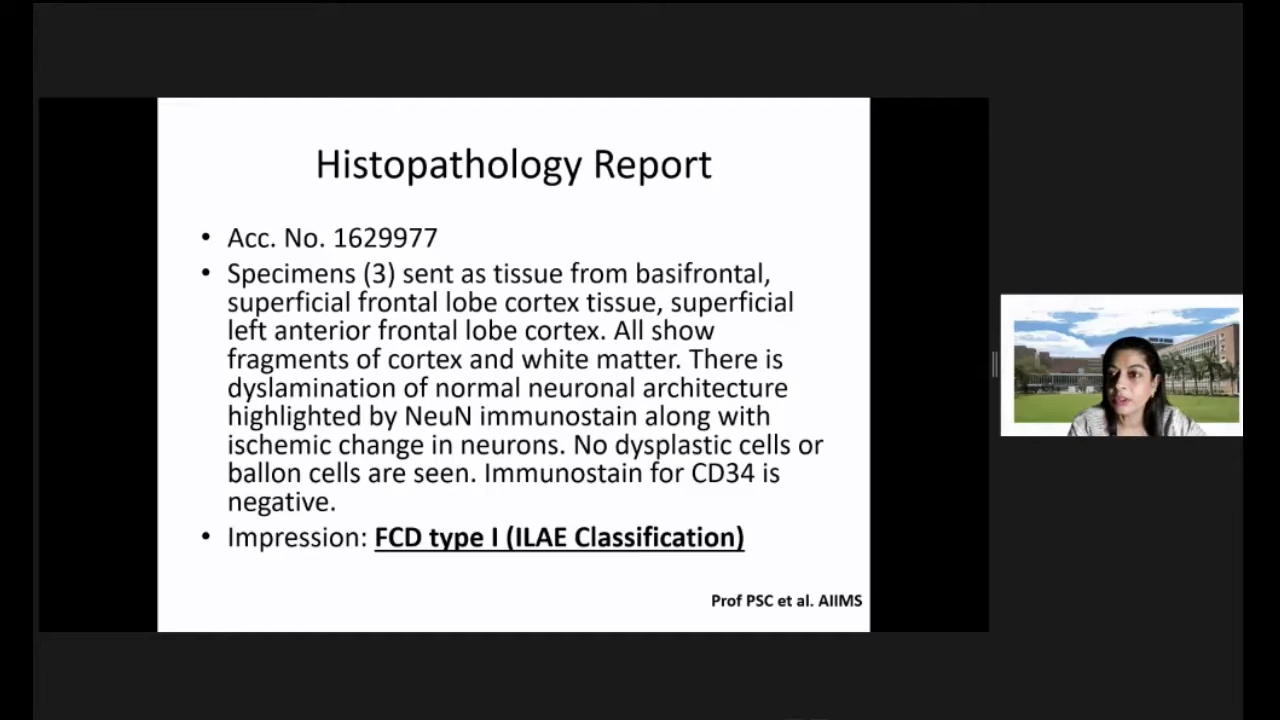 Histopathology Report
• Acc. No. 1629977
• Specimens (3) sent as tissue from basifrontal,
superficial frontal lobe cortex tissue, superficial
left anterior frontal lobe cortex. All show
fragments of cortex and white matter. There is
dyslamination of normal neuronal architecture
highlighted by NeuN immunostain along with
ischemic change in neurons. No dysplastic cells or
ballon cells are seen. Immunostain for CD34 is
negative.
• Impression: FCD type I (ILAE Classification)
Prof PSC et al. AIIMS